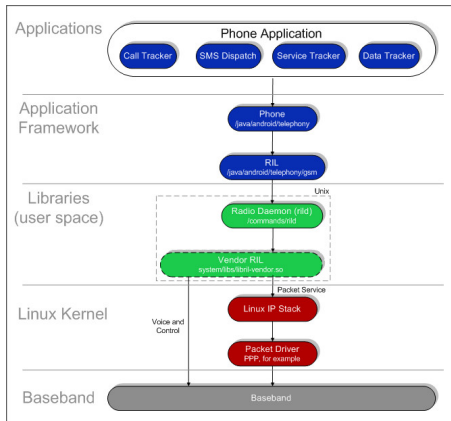 Applications
Phone Application
Call Tracker
SMS Dispatch
Service Tracker
Data Tracker
Application
Framework
Phone
/java/android/telephony
RIL
/java/android/telephony/gsm
Libraries
(user space)
Unix
Radio Daemon (rild)
/commands/rild
Vendor RIL
system/libs/libril-vendor.so
Packet Service
Linux Kernel
Voice and
Control
Linux IP Stack
Packet Driver
PPP, for example
Baseband
Baseband